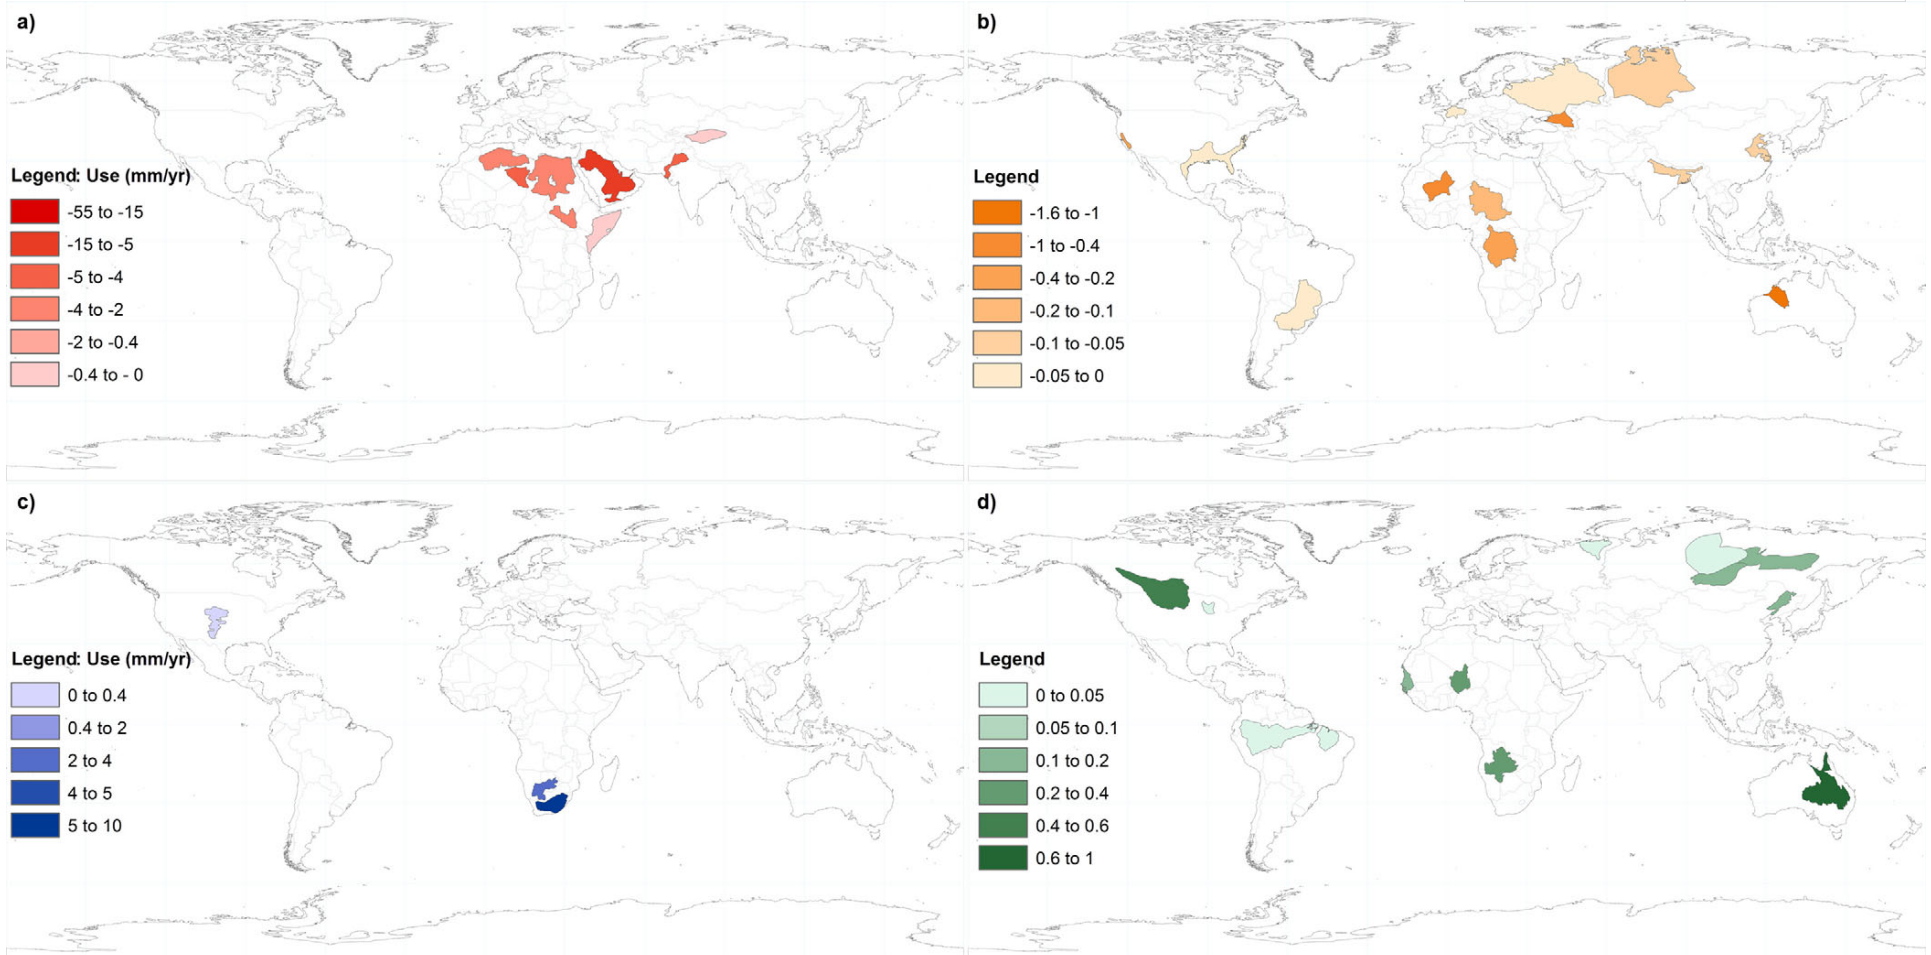 a)
Legend: Use (mm/yr)
-55 to -15
-15 to -5
-5 to -4
-4 to -2
-2 to -0.4
-0.4 to - 0
b)
Legend
-1.6 to -1
-1 to -0.4
-0.4 to -0.2
-0.2 to -0.1
-0.1 to -0.05
-0.05 to 0
c)
Legend: Use (mm/yr)
0 to 0.4
0.4 to 2
2 to 4
4 to 5
5 to 10
d)
Legend
0 to 0.05
0.05 to 0.1
0.1 to 0.2
0.2 to 0.4
0.4 to 0.6
0.6 to 1